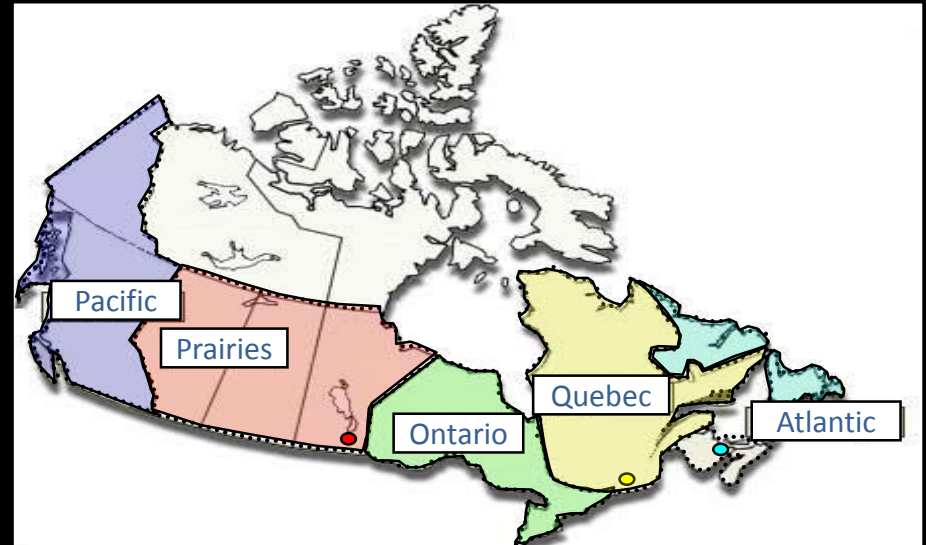 Pacific
Prairies
Ontario
Quebec
Atlantic